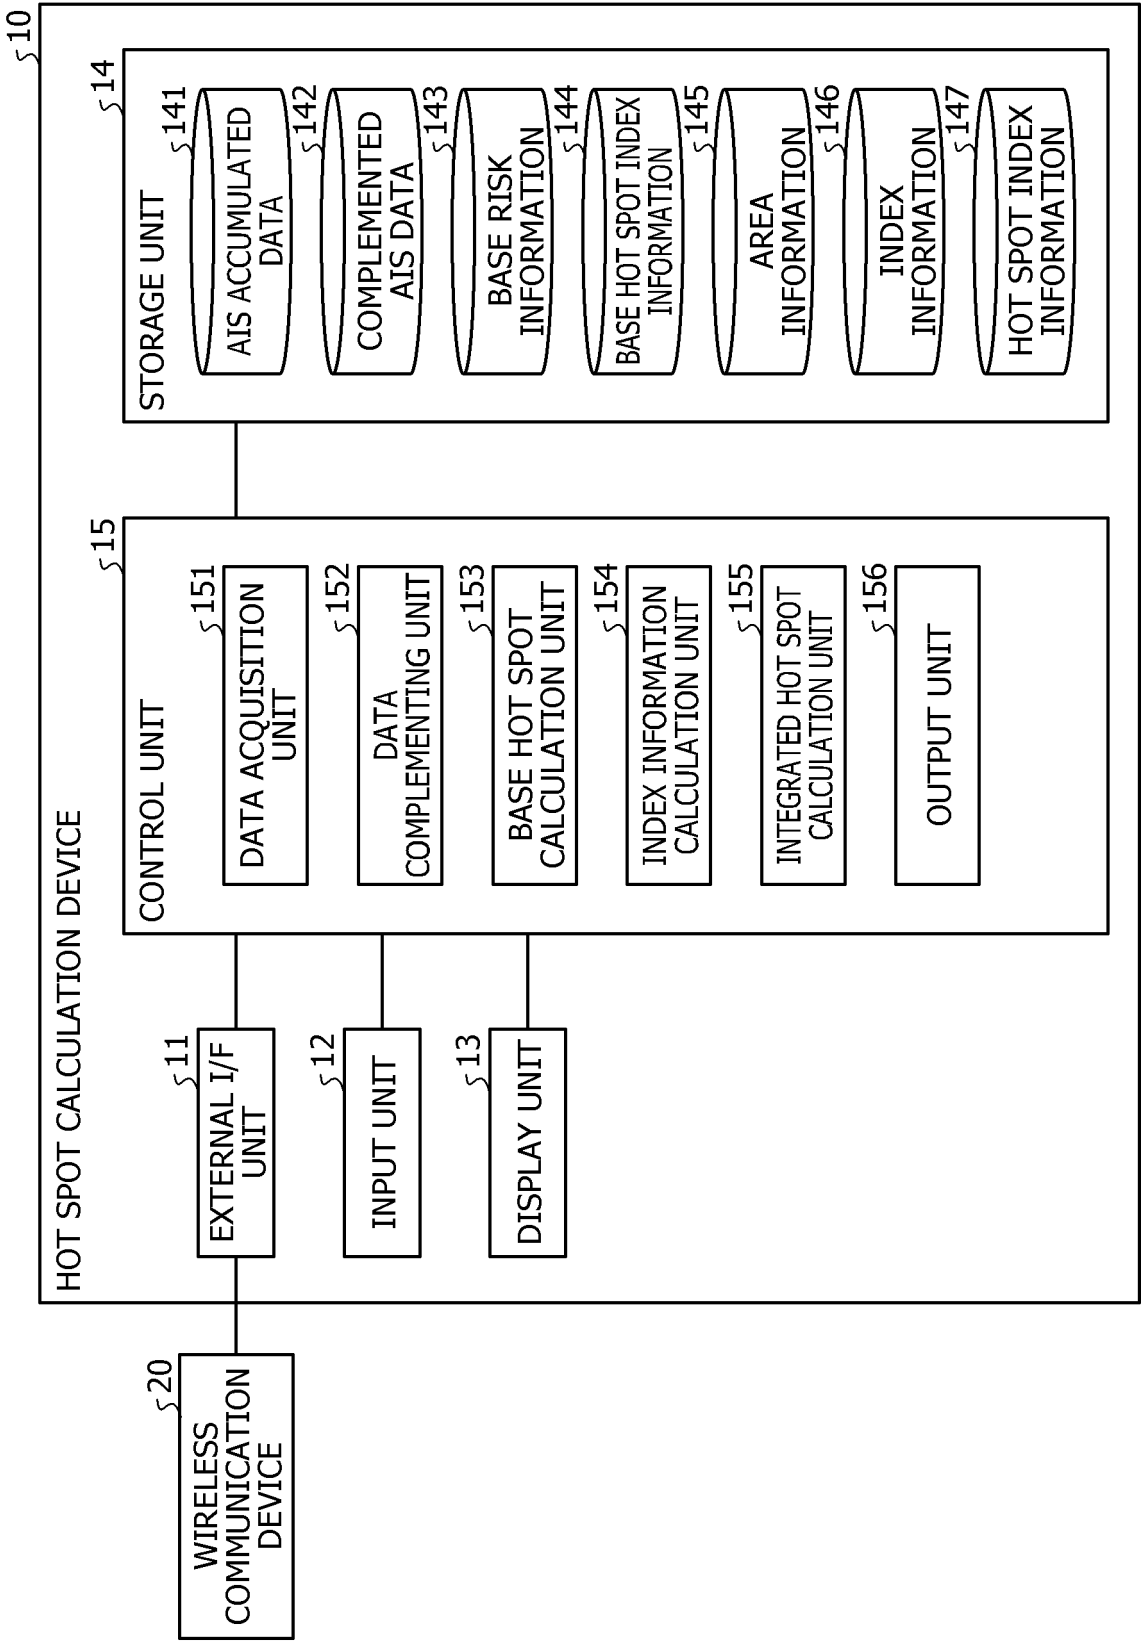 10
HOT SPOT CALCULATION DEVICE
20
WIRELESS
COMMUNICATION
DEVICE
11
EXTERNAL I/F
UNIT
12
INPUT UNIT
13
DISPLAY UNIT
15
CONTROL UNIT
151
DATA ACQUISITION
UNIT
152
DATA
COMPLEMENTING UNIT
153
BASE HOT SPOT
CALCULATION UNIT
154
INDEX INFORMATION
CALCULATION UNIT
155
INTEGRATED HOT SPOT
CALCULATION UNIT
156
OUTPUT UNIT
14
STORAGE UNIT
141
AIS ACCUMULATED
DATA
142
COMPLEMENTED
AIS DATA
143
BASE RISK
INFORMATION
144
BASE HOT SPOT INDEX
INFORMATION
145
AREA
INFORMATION
146
INDEX
INFORMATION
147
HOT SPOT INDEX
INFORMATION